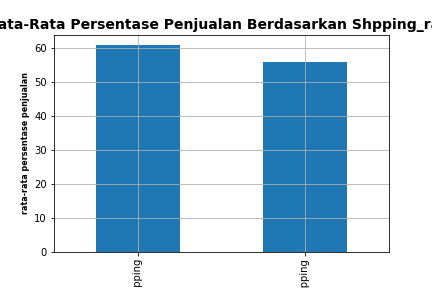 ata-Rata Persentase Penjualan Berdasarkan Shpping_ra
rata-rata persentase penjualan
60
50
40
30
20
10
0
pping
pping